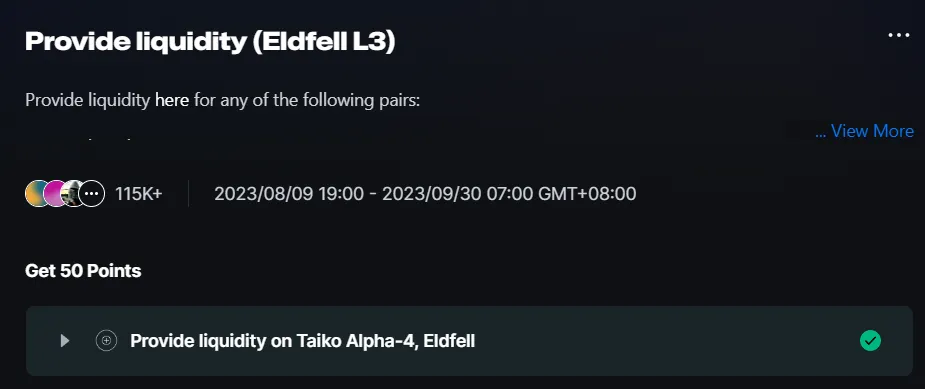 Provide liquidity (Eldfell L3)
Provide liquidity here for any of the following pairs:
... View More
115K+
2023/08/09 19:00 - 2023/09/30 07:00 GMT+08:00
Get 50 Points
Provide liquidity on Taiko Alpha-4, Eldfell